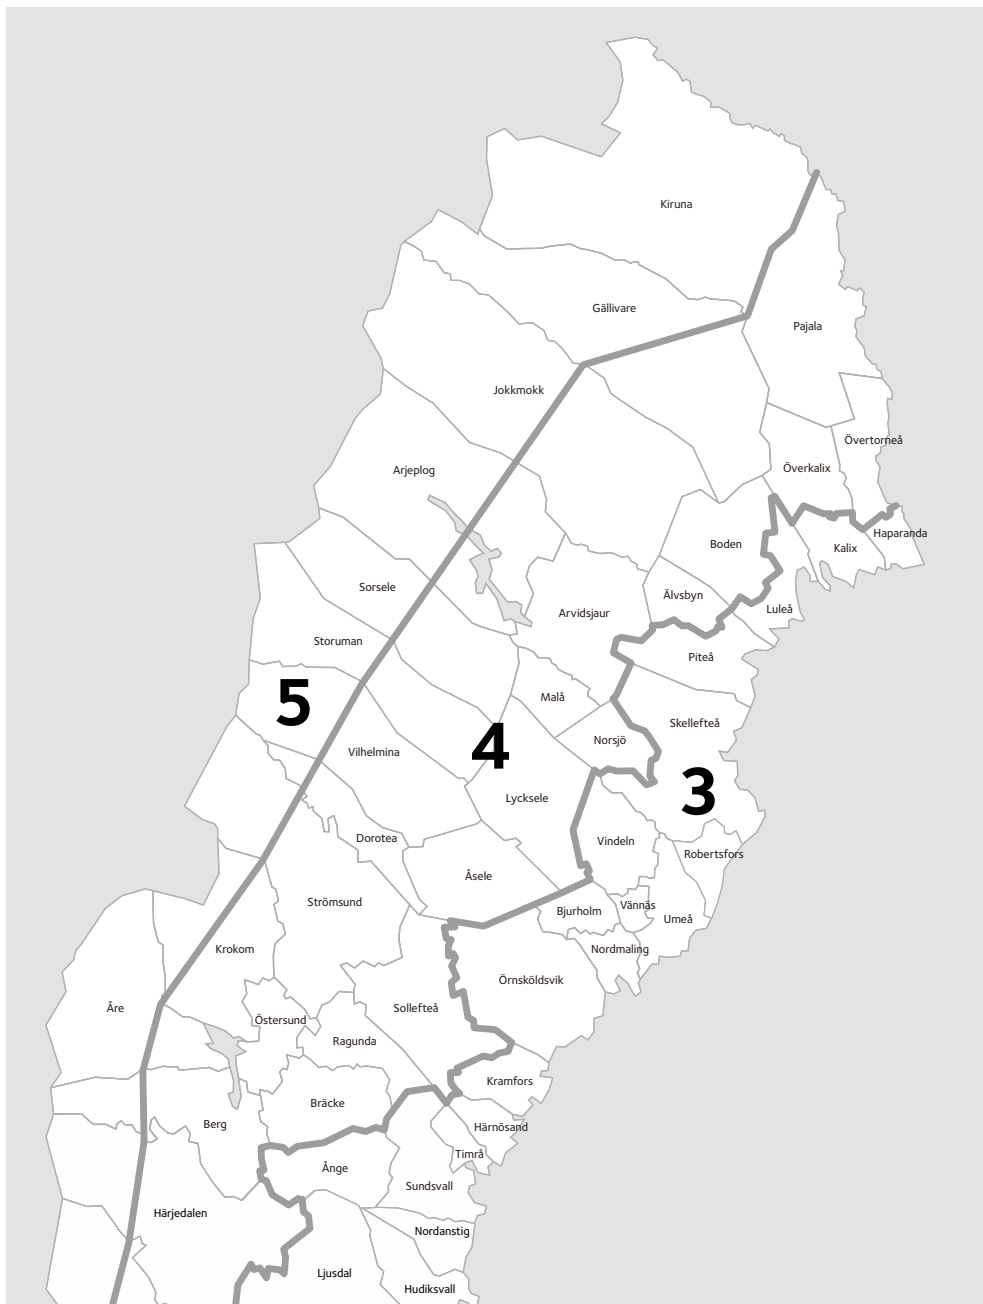 Kiruna
Gällivare
Pajala
Jokkmokk
Övertorneå
Arjeplog
Överkalix
Haparanda
Boden
Kalix
Sorsele
Älvsbyn
Luleå
Arvidsjaur
Storuman
Piteå
5
Malå
Skellefteå
Norsjö
4
Vilhelmina
3
Lycksele
Dorotea
Vindeln
Robertsfors
Åsele
Strömsund
Bjurholm
Vännäs
Umeå
Krokom
Nordmaling
Örnsköldsvik
Åre
Sollefteå
Östersund
Ragunda
Kramfors
Bräcke
Berg
Härnösand
Timrå
Ånge
Sundsvall
Härjedalen
Nordanstig
Ljusdal
Hudiksvall